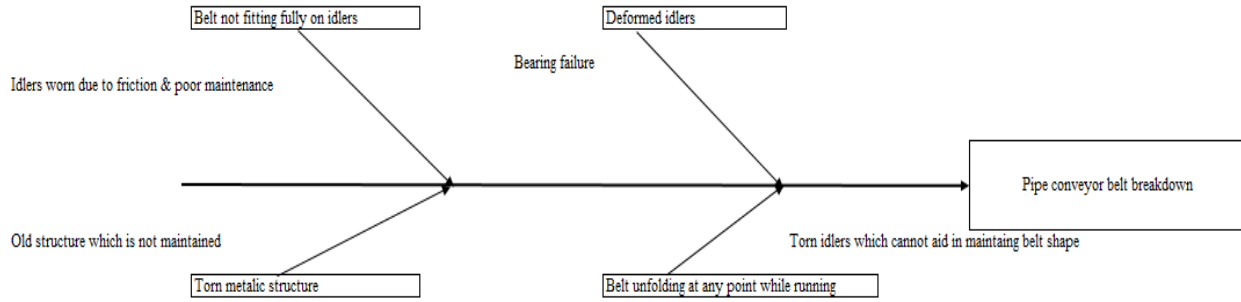 Belt not fitting fully on idlers
Deformed idlers
Bearing failure
Idlers worn due to friction & poor maintenance
Pipe conveyor belt breakdown
Old structure which is not maintained
Torn idlers which cannot aid in maintaing belt shape
Torn metalic structure
Belt unfolding at any point while running